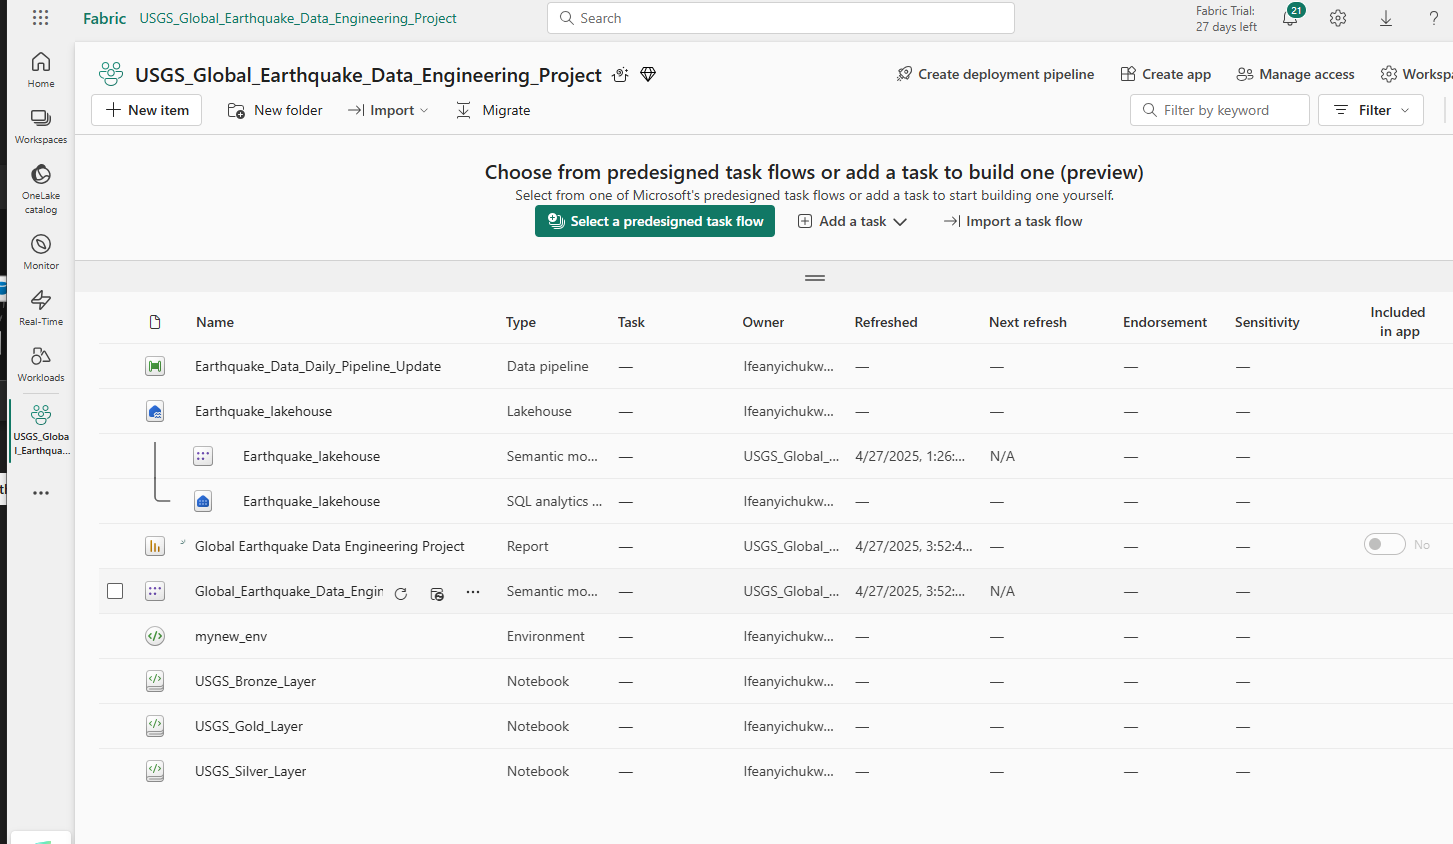 Fabric USGS_Global_Earthquake_Data_Engineering_Project
Search
Fabric Trial:
27 days left
21
?
Home
Workspaces
OneLake
catalog
Monitor
Real-Time
Workloads
USGS_Globa
l_Earthqua...
USGS_Global_Earthquake_Data_Engineering_Project
Create deployment pipeline
Create app
Manage access
Workspa
New item
New folder
Import
Migrate
Filter by keyword
Filter
Choose from predesigned task flows or add a task to build one (preview)
Select from one of Microsoft's predesigned task flows or add a task to start building one yourself.
Select a predesigned task flow
Add a task
Import a task flow
Name Type Task Owner Refreshed Next refresh Endorsement Sensitivity Included
in app
Earthquake_Data_Daily_Pipeline_Update Data pipeline — Ifeanyichukw... — — — —
Earthquake_lakehouse Lakehouse — Ifeanyichukw... — — — —
Earthquake_lakehouse Semantic mo... — USGS_Global_... 4/27/2025, 1:26:... N/A — —
Earthquake_lakehouse SQL analytics ... — Ifeanyichukw... — — — —
Global Earthquake Data Engineering Project Report — USGS_Global_... 4/27/2025, 3:52:4... — — — No
Global_Earthquake_Data_Engin ... Semantic mo... — USGS_Global_... 4/27/2025, 3:52:... N/A — —
mynew_env Environment — Ifeanyichukw... — — — —
USGS_Bronze_Layer Notebook — Ifeanyichukw... — — — —
USGS_Gold_Layer Notebook — Ifeanyichukw... — — — —
USGS_Silver_Layer Notebook — Ifeanyichukw... — — — —